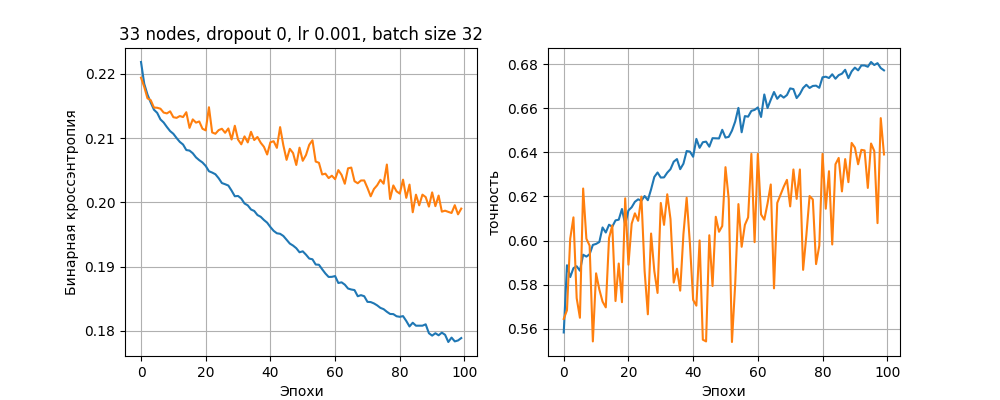 33 nodes, dropout 0, lr 0.001, batch size 32
Бинарная кроссэнтропия
0.22
0.21
0.20
0.19
0.18
0 20 40 60 80 100
Эпохи
точность
0.68
0.66
0.64
0.62
0.60
0.58
0.56
0 20 40 60 80 100
Эпохи